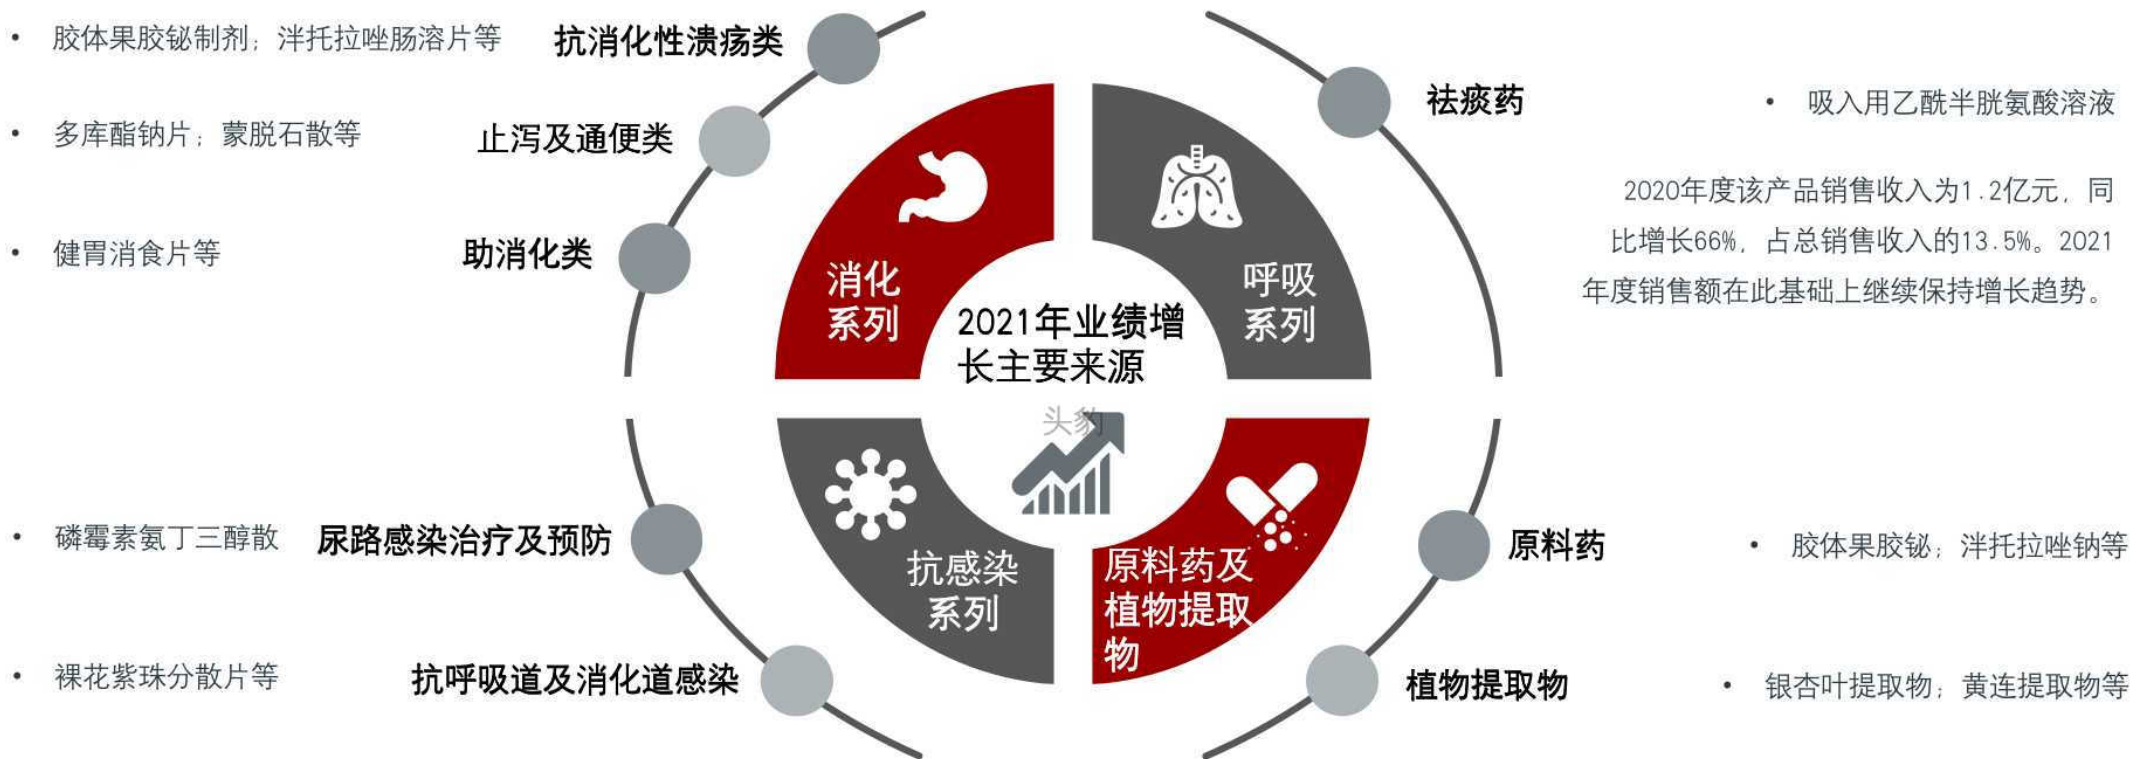 • 胶体果胶铋制剂；泮托拉唑肠溶片等
抗消化性溃疡类
• 多库酯钠片；蒙脱石散等
止泻及通便类
• 健胃消食片等
助消化类
祛痰药
• 吸入用乙酰半胱氨酸溶液
2020年度该产品销售收入为1.2亿元，同
比增长66%，占总销售收入的13.5%。2021
年度销售额在此基础上继续保持增长趋势。
消化
系列
呼吸
系列
2021年业绩增
长主要来源
头豹
抗感染
系列
原料药及
植物提取
物
• 磷霉素氨丁三醇散
尿路感染治疗及预防
• 裸花紫珠分散片等
抗呼吸道及消化道感染
原料药
• 胶体果胶铋；泮托拉唑钠等
植物提取物
• 银杏叶提取物；黄连提取物等